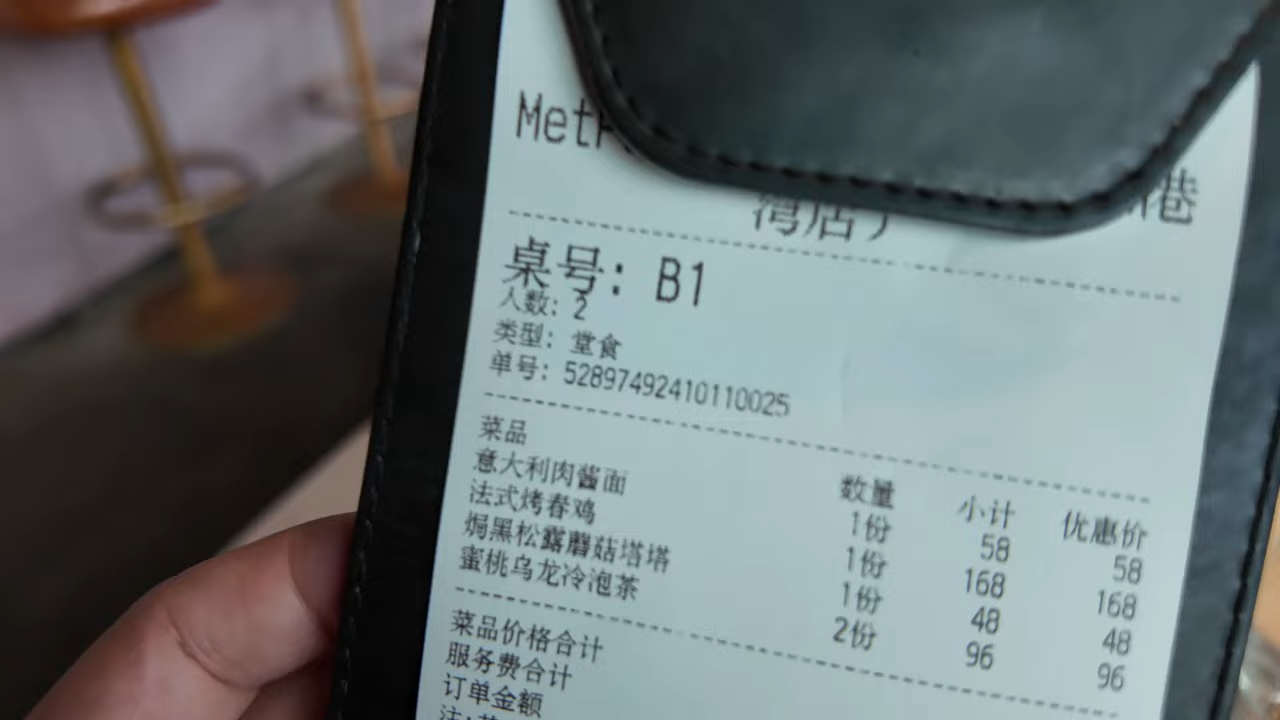 Met
港
湾店
桌号: B1
人数: 2
类型: 堂食
单号: 52897492410110025
菜品 数量 小计 优惠价
意大利肉酱面 1份 58 58
法式烤春鸡 1份 168 168
焗黑松露蘑菇塔塔 1份 48 48
蜜桃乌龙冷泡茶 2份 96 96
菜品价格合计
服务费合计
订单金额